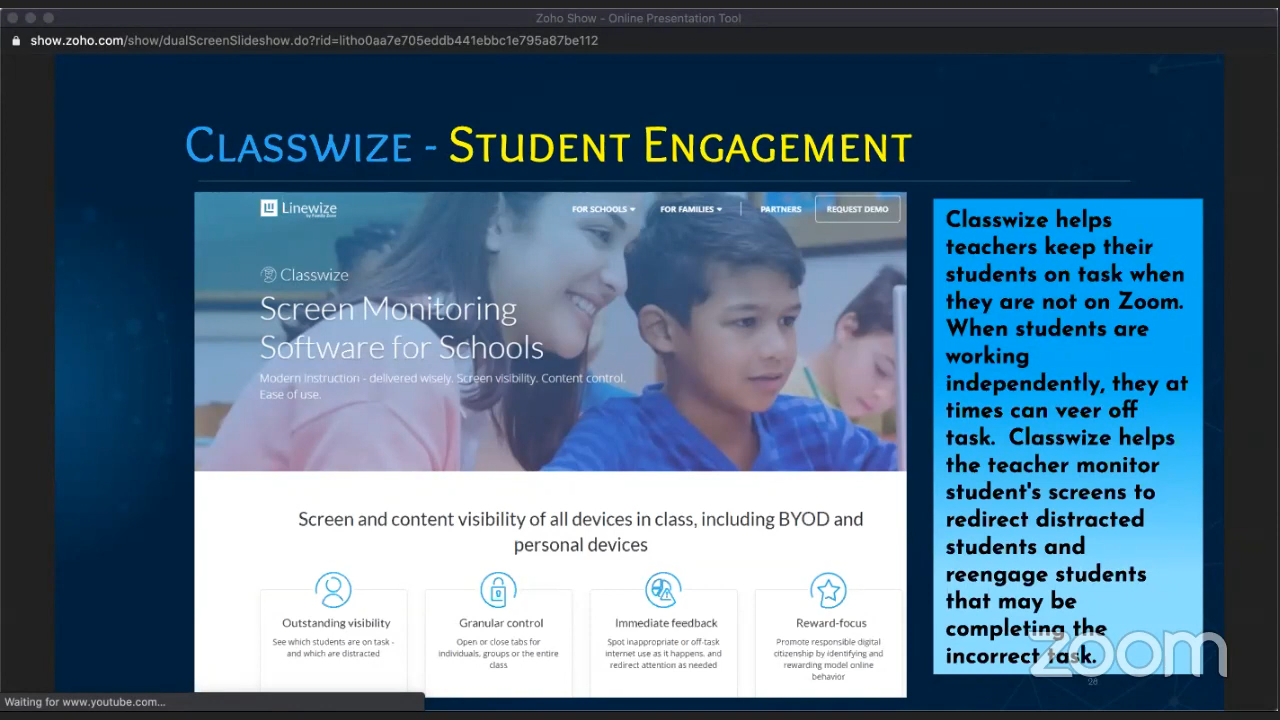 Zoho Show - Online Presentation Tool
show.zoho.com/show/dualScreenSlideshow.do?rid=litho0aa7e705eddb441ebbc1e795a87be112
Classwize - Student Engagement
Linewize
FOR SCHOOLS
FOR FAMILIES
PARTNERS
REQUEST DEMO
Classwize
Screen Monitoring
Software for Schools
Modern instruction - delivered wisely. Screen visibility. Content control.
Ease of use.
Screen and content visibility of all devices in class, including BYOD and
personal devices
Outstanding visibility
See which students are on task -
and which are distracted
Granular control
Open or close tabs for
individuals, groups or the entire
class
Immediate feedback
Spot inappropriate or off-task
internet use as it happens, and
redirect attention as needed
Reward-focus
Promote responsible digital
citizenship by identifying and
rewarding model online
behavior
Classwize helps
teachers keep their
students on task when
they are not on Zoom.
When students are
working
independently, they at
times can veer off
task. Classwize helps
the teacher monitor
student's screens to
redirect distracted
students and
reengage students
that may be
completing the
incorrect task.
zoom
28
Waiting for www.youtube.com...